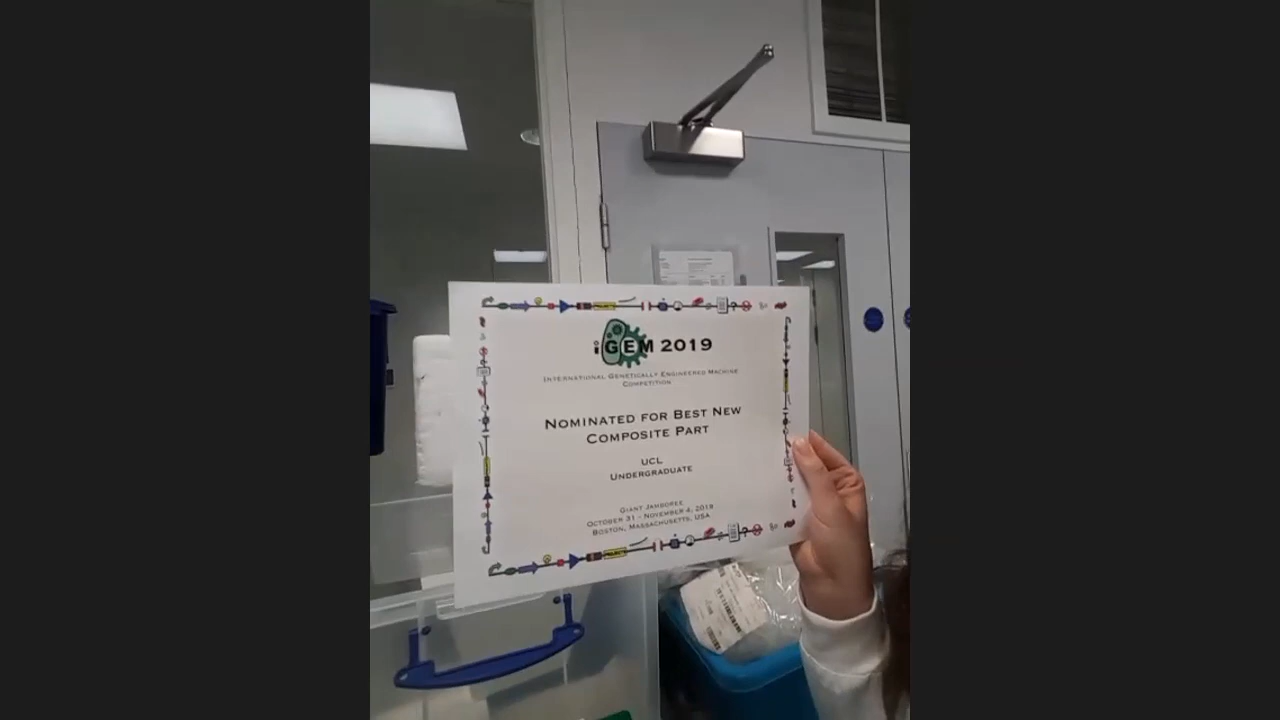 iGEM 2019
INTERNATIONAL GENETICALLY ENGINEERED MACHINE
COMPETITION
NOMINATED FOR BEST NEW
COMPOSITE PART
UCL
UNDERGRADUATE
GIANT JAMBOREE
OCTOBER 31 - NOVEMBER 4, 2019
BOSTON, MASSACHUSETTS, USA